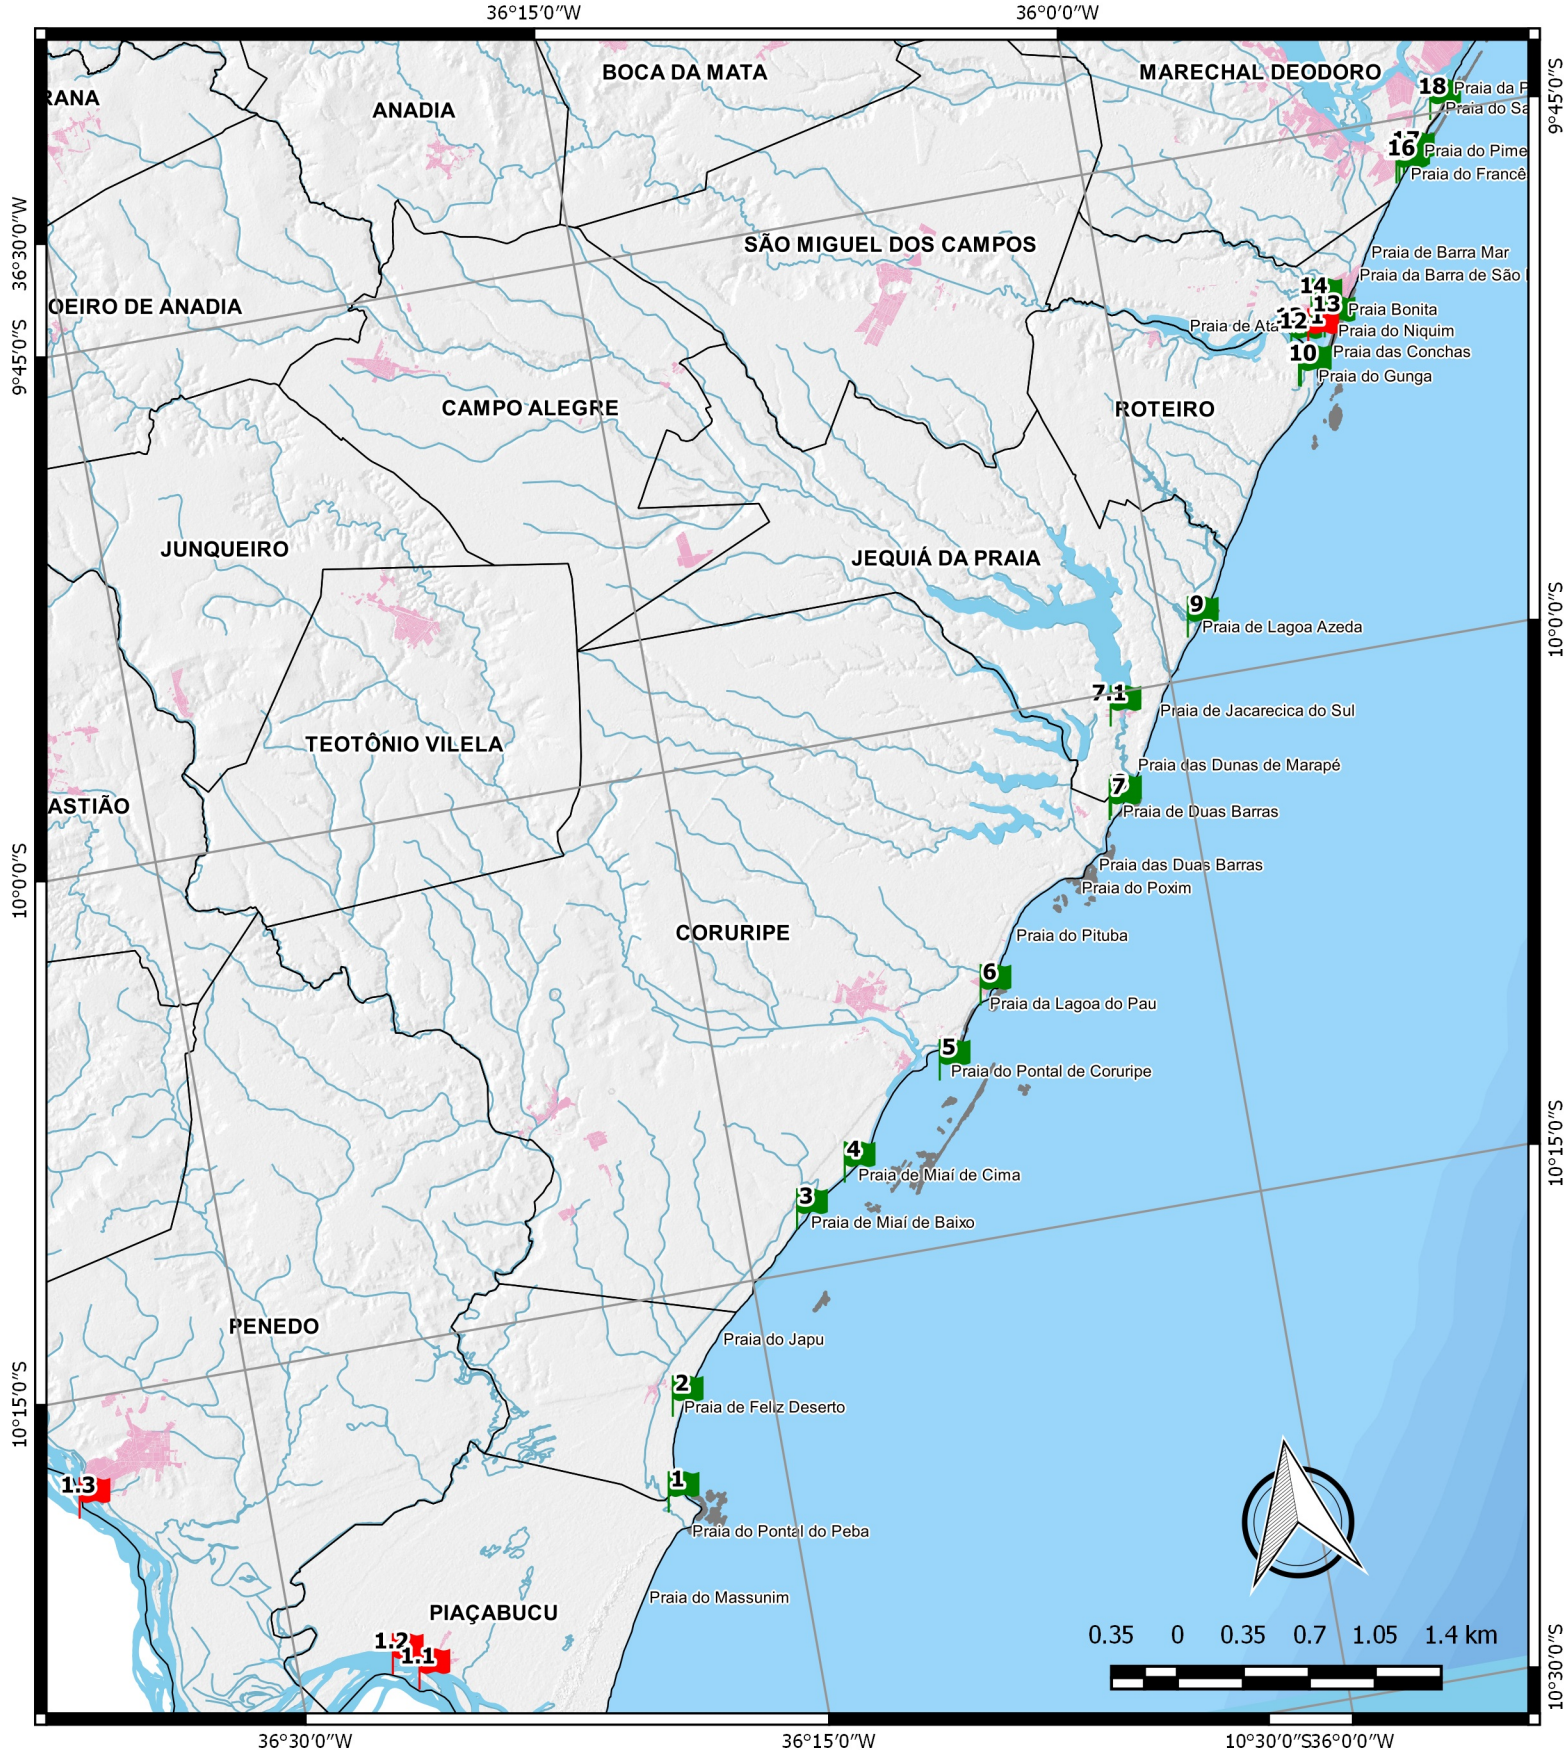 36°15'0"W
36°0'0"W
BOCA DA MATA
MARECHAL DEODORO
RANA
ANADIA
18
Praia da P
Praia do Sa
9°45'0"S
16
Praia do Pime
Praia do Francê
36°30'0"W
SÃO MIGUEL DOS CAMPOS
Praia de Barra Mar
Praia da Barra de São
14
13
OEIRO DE ANADIA
Praia Bonita
12
Praia de Ata
Praia do Niquim
9°45'0"S
10
Praia das Conchas
Praia do Gunga
CAMPO ALEGRE
ROTEIRO
JUNQUEIRO
JEQUIÁ DA PRAIA
9
Praia de Lagoa Azeda
10°0'0"S
7.1
Praia de Jacarecica do Sul
TEOTÔNIO VILELA
Praia das Dunas de Marapé
7
ASTIÃO
Praia de Duas Barras
Praia das Duas Barras
10°0'0"S
Praia do Poxim
CORURIPE
Praia do Pituba
6
Praia da Lagoa do Pau
5
Praia do Pontal de Coruripe
4
10°15'0"S
Praia de Miaí de Cima
3
Praia de Miaí de Baixo
PENEDO
Praia do Japu
2
Praia de Feliz Deserto
10°15'0"S
1
1.3
Praia do Pontal do Peba
Praia do Massunim
PIAÇABUCU
1.2
1.1
0.35 0 0.35 0.7 1.05 1.4 km
10°30'0"S
36°30'0"W
36°15'0"W
10°30'0"S
36°0'0"W